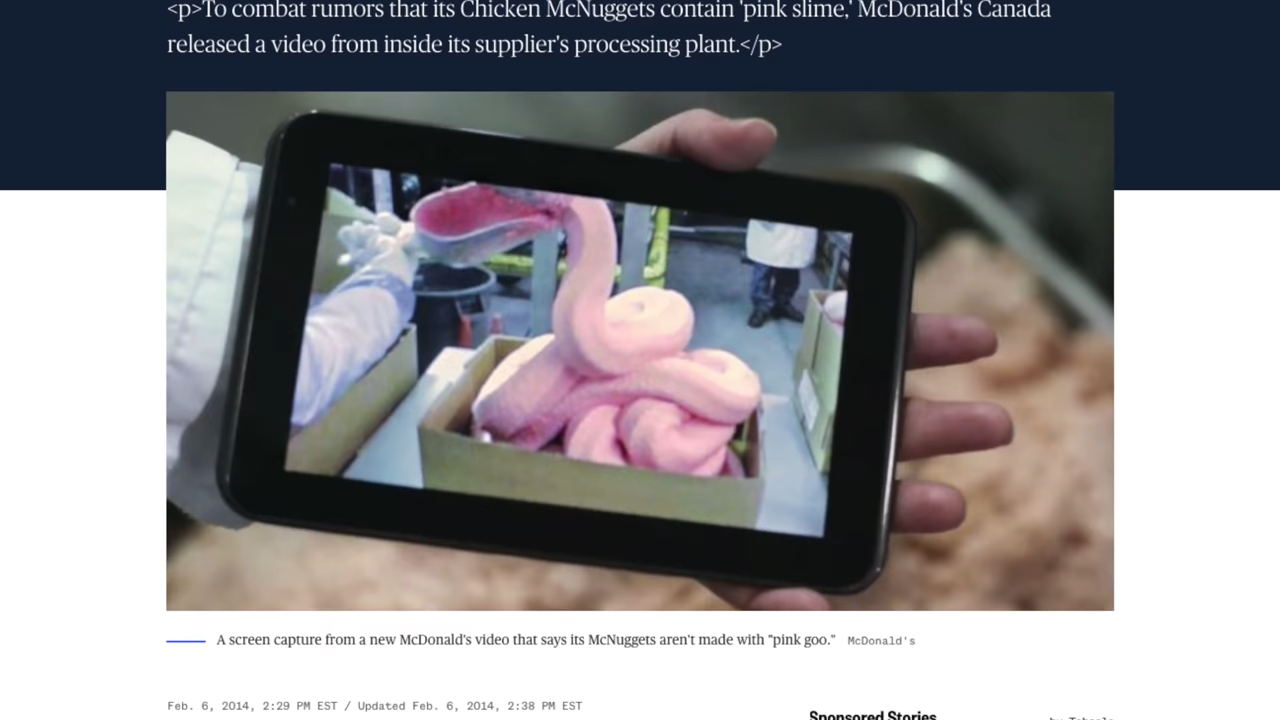 <p>To combat rumors that its Chicken McNuggets contain 'pink slime,' McDonald's Canada
released a video from inside its supplier's processing plant.</p>
A screen capture from a new McDonald's video that says its McNuggets aren't made with "pink goo." McDonald's
Feb. 6, 2014, 2:29 PM EST / Updated Feb. 6, 2014, 2:38 PM EST
Sponsored Stories